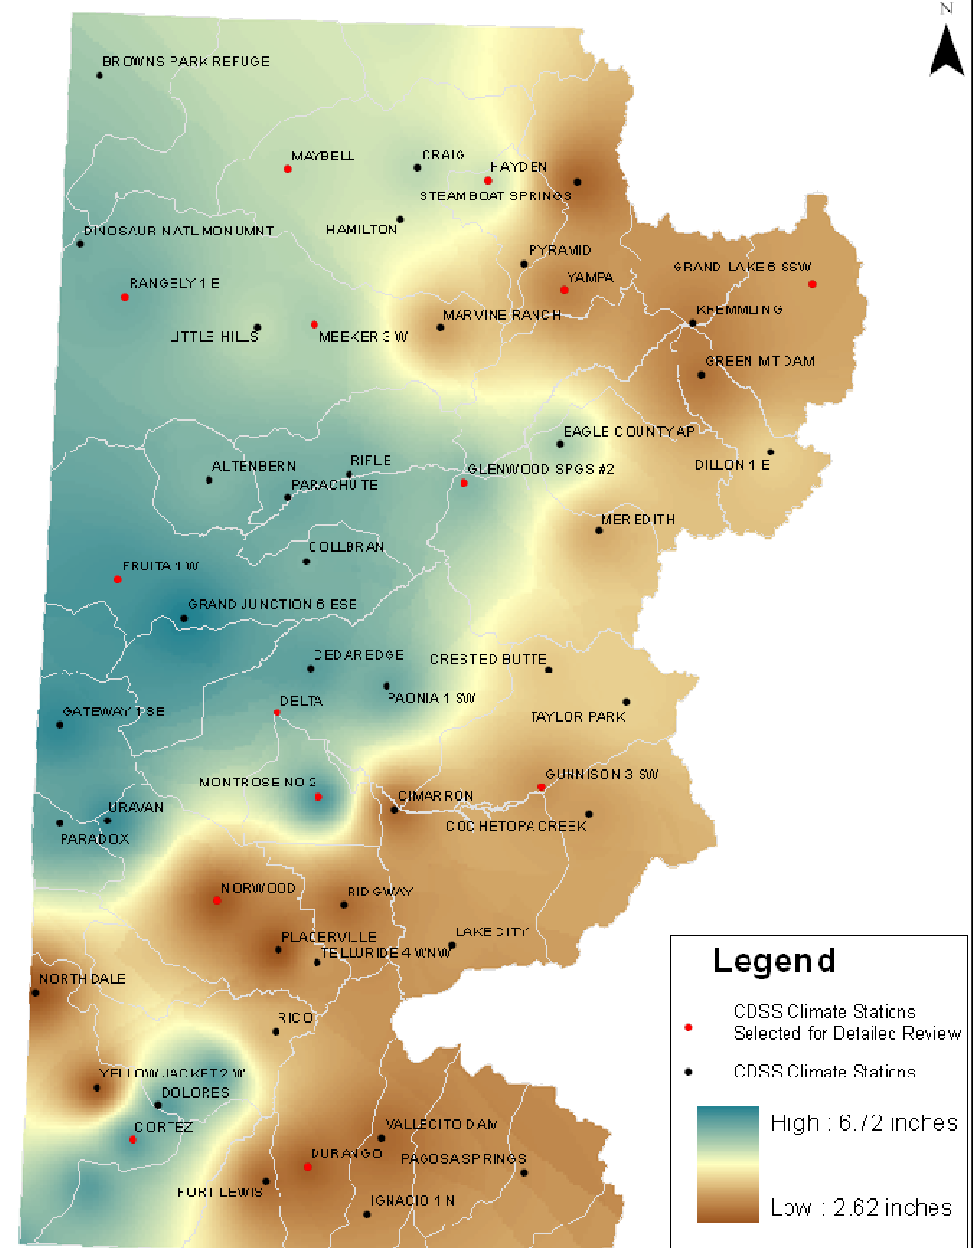 N
BROWNS PARK REFUGE
MAYBELL
CRAIG
HAYDEN
STEAMBOAT SPRINGS
HAMILTON
DINOSAUR NATL MONUMNT
PYRAMID
GRAND LAKE 6 SSW
YAMPA
RANGELY 1 E
KREMMLING
MARVINE RANCH
LITTLE HILLS
MEEKER 3 W
GREEN MT DAM
EAGLE COUNTY AP
RIFLE
ALTENBERN
GLENWOOD SPGS #2
DILLON 1 E
PARACHUTE
MEREDITH
COLLBRAN
FRUITA 1 W
GRAND JUNCTION 6 ESE
CEDAREDGE
CRESTED BUTTE
PAONIA 1 SW
DELTA
GATEWAY 1 SE
TAYLOR PARK
GUNNISON 3 SW
MONTROSE NO 2
CIMARRON
URAVAN
COCHETOPA CREEK
PARADOX
NORWOOD
RIDGWAY
LAKE CITY
PLACERVILLE
TELLURIDE 4 WNW
NORTHDALE
RICO
YELLOW JACKET 2 W
DOLORES
CORTEZ
VALLECITO DAM
DURANGO
PAGOSA SPRINGS
FORT LEWIS
IGNACIO 1 N
Legend
CDSS Climate Stations
Selected for Detailed Review
CDSS Climate Stations
High : 6.72 inches
Low : 2.62 inches